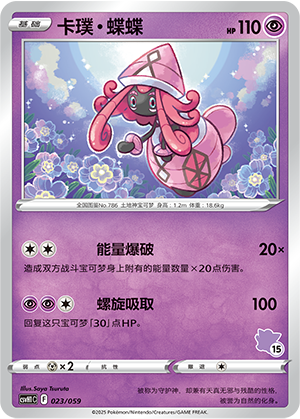 基础
卡璞・蝶蝶
HP 110
全国图鉴No.786 土地神宝可梦 身高：1.2m 体重：18.6kg
能量爆破 20×
造成双方战斗宝可梦身上附有的能量数量×20点伤害。
螺旋吸取 100
回复这只宝可梦「30」点HP。
15
弱点 ×2 抵抗力 撤退
Illus. Saya Tsuruta
F 023/059
被称为守护神，却兼有天真无邪与残酷的性格。
©2025 Pokémon/Nintendo/Creatures/GAME FREAK.